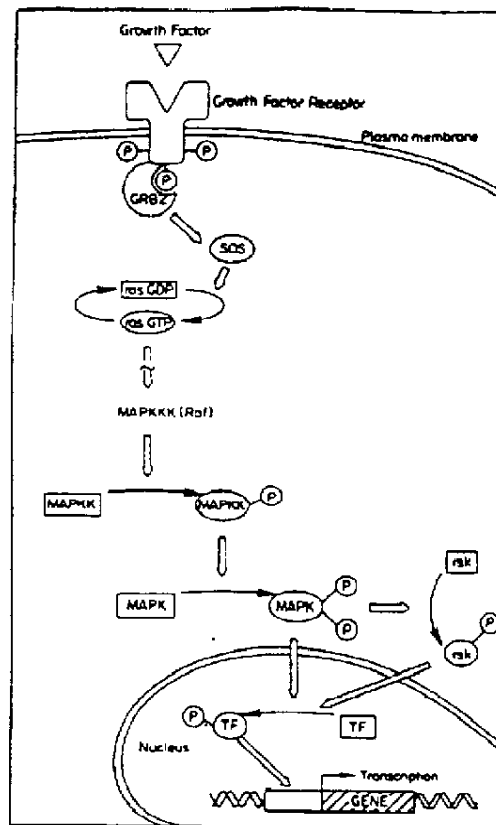 Growth Factor
Growth Factor Receptor
Plasma membrane
P
P
P
GRB2
SOS
ras GDP
ras GTP
MAPKKK (Raf)
MAPKK
MAPKK
P
MAPK
MAPK
P
P
rsk
rsk
P
P
TF
TF
Nucleus
Transcription
GENE